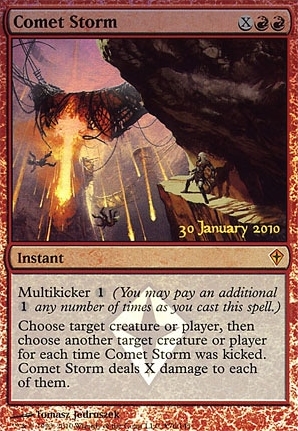 Comet Storm X
30 January 2010
Instant
Multikicker 1 (You may pay an additional
1 any number of times as you cast this spell.)
Choose target creature or player, then
choose another target creature or player
for each time Comet Storm was kicked.
Comet Storm deals X damage to each
of them.
Tomasz Jedruszek